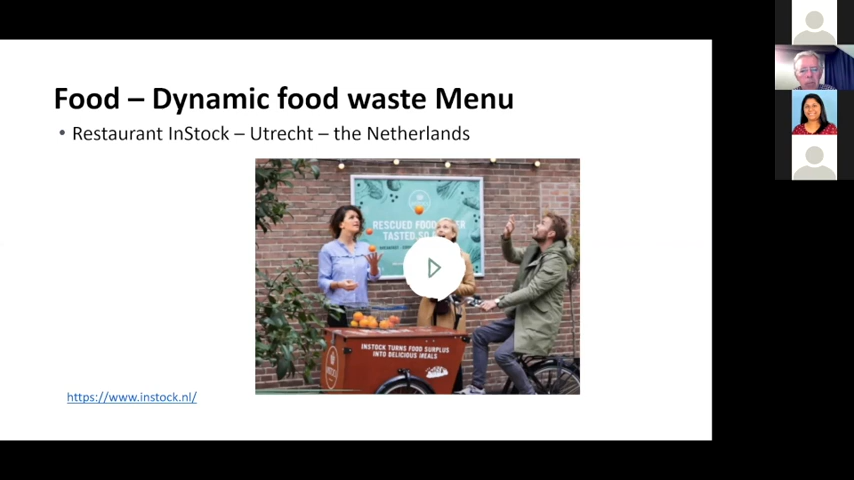 Food – Dynamic food waste Menu
• Restaurant InStock – Utrecht – the Netherlands
RESCUED FOOD
TASTED SO
INSTOCK TURNS FOOD SURPLUS
INTO DELICIOUS MEALS
https://www.instock.nl/